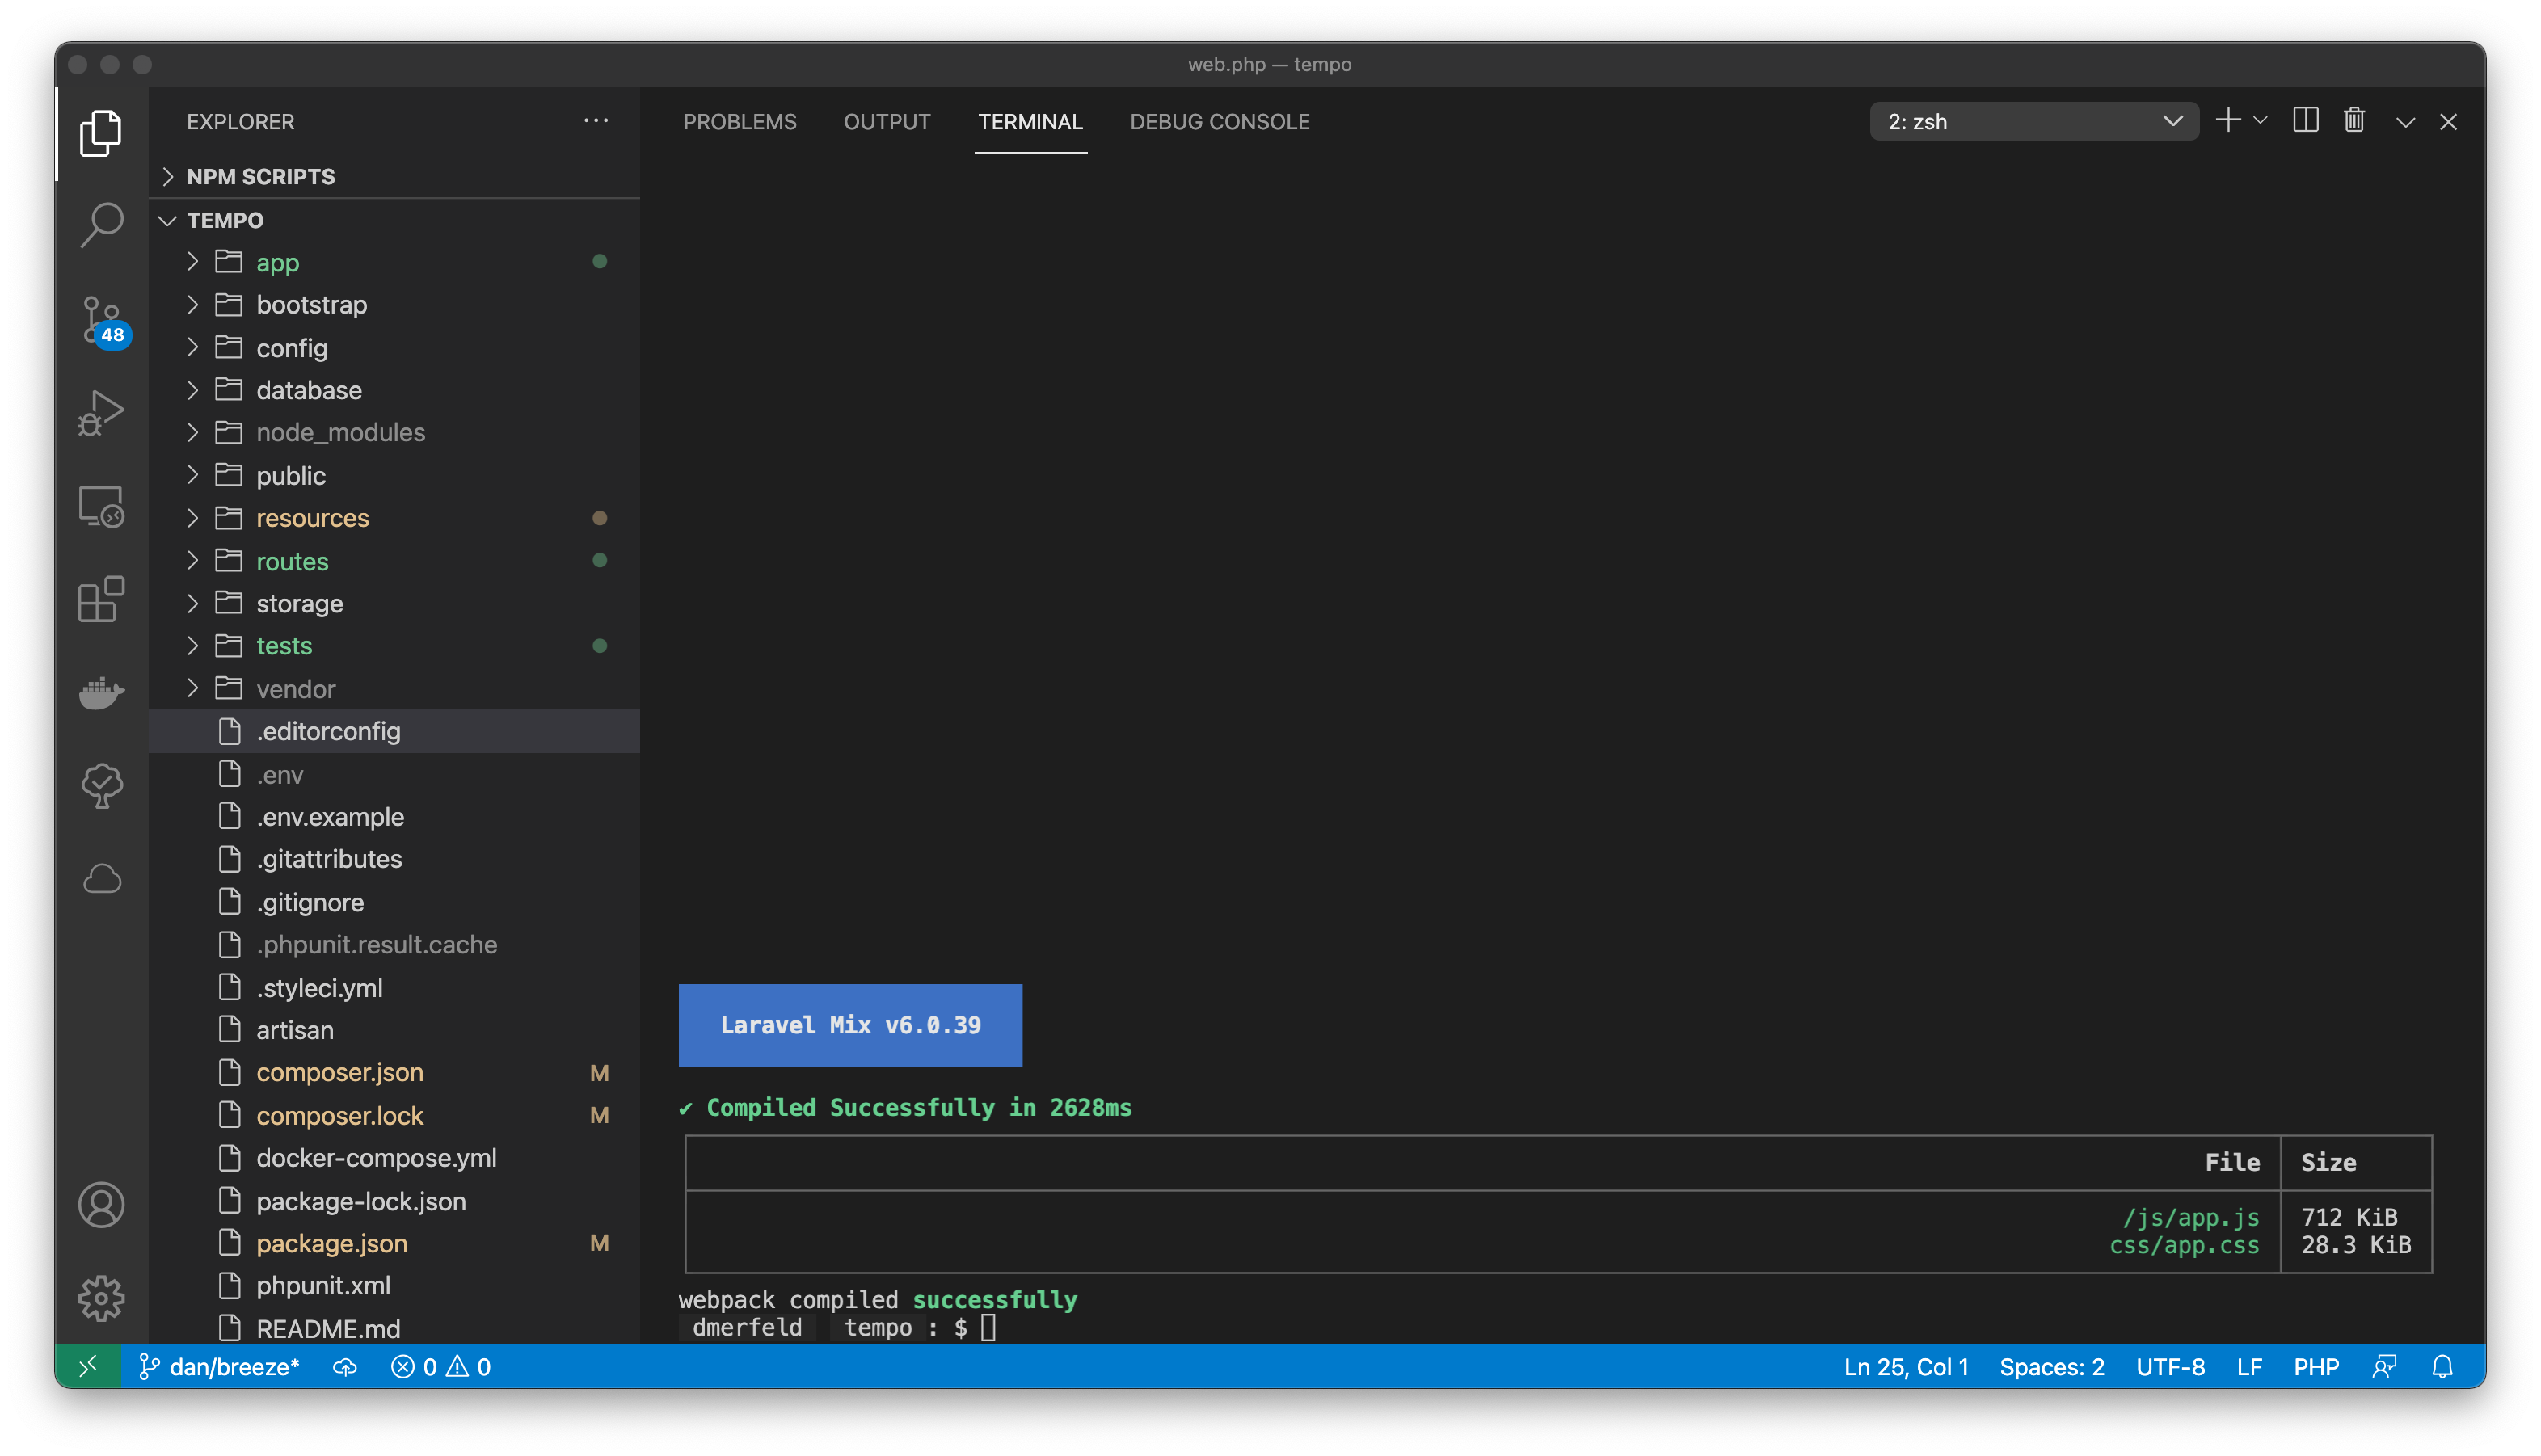 web.php — tempo
EXPLORER
NPM SCRIPTS
TEMPO
app
bootstrap
config
database
node_modules
public
resources
routes
storage
tests
vendor
.editorconfig
.env
.env.example
.gitattributes
.gitignore
.phpunit.result.cache
.styleci.yml
artisan
composer.json M
composer.lock M
docker-compose.yml
package-lock.json
package.json M
phpunit.xml
README.md
48
PROBLEMS OUTPUT TERMINAL DEBUG CONSOLE 2: zsh
Laravel Mix v6.0.39
✔ Compiled Successfully in 2628ms
File Size
/js/app.js 712 KiB
css/app.css 28.3 KiB
webpack compiled successfully
dmerfeld tempo : $
dan/breeze* 0 0 Ln 25, Col 1 Spaces: 2 UTF-8 LF PHP